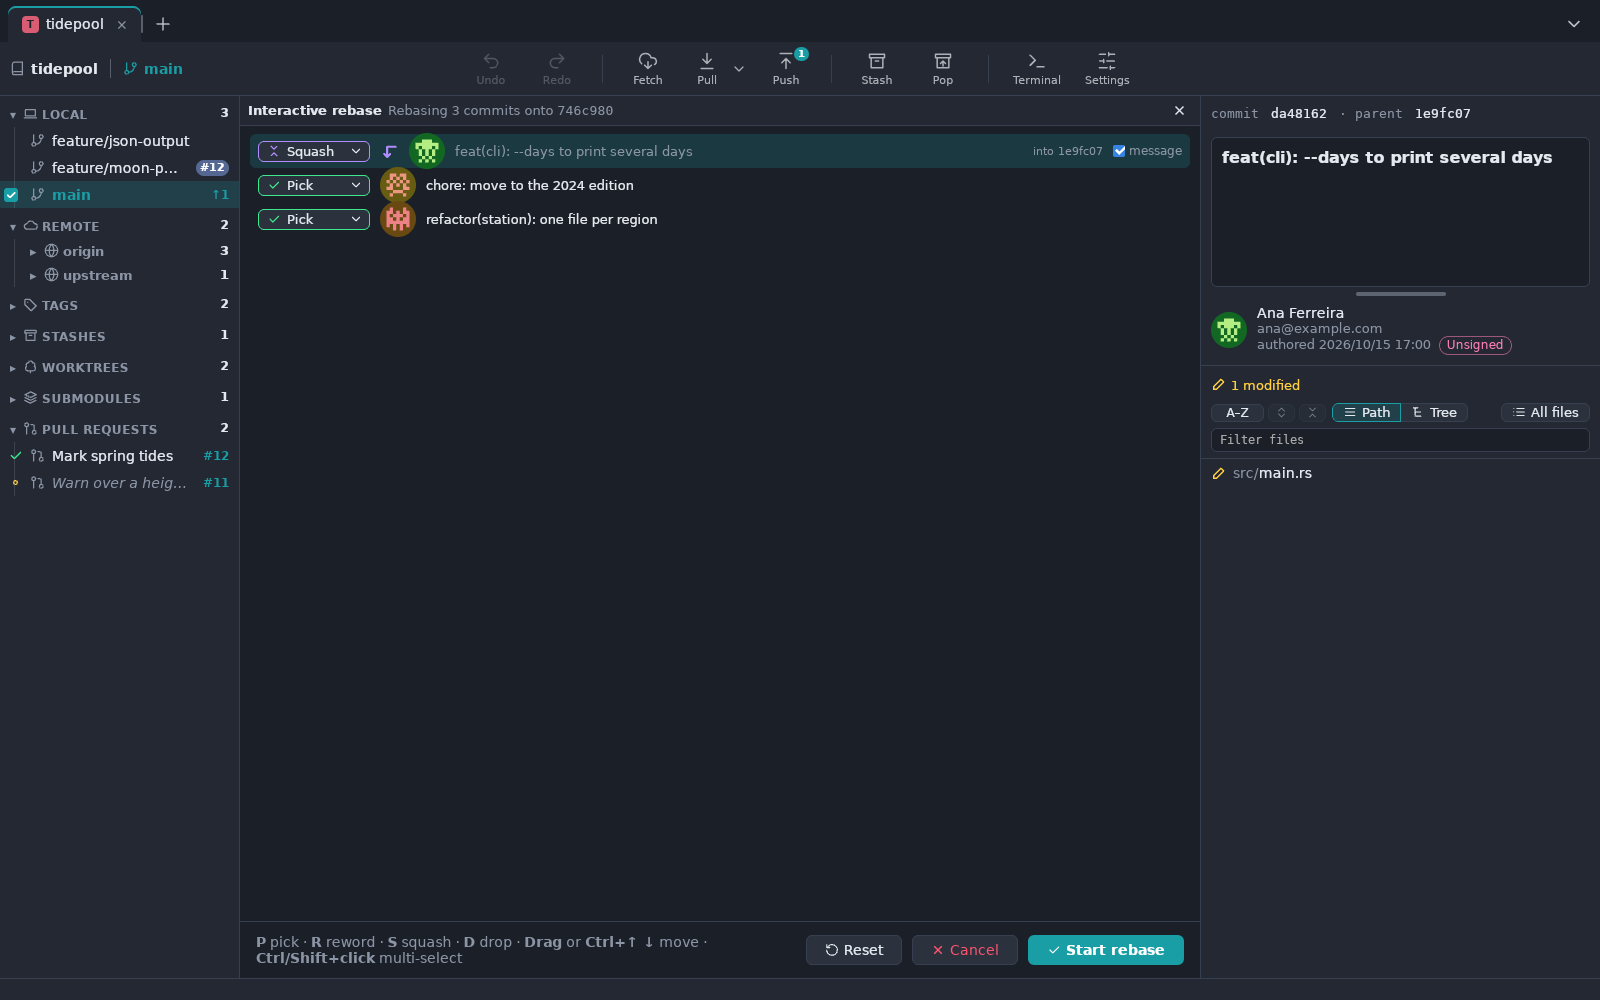 T tidepool
tidepool main
Undo
Redo
Fetch
Pull
Push
1
Stash
Pop
Terminal
Settings
LOCAL 3
feature/json-output
feature/moon-p... #12
main ↑1
REMOTE 2
origin 3
upstream 1
TAGS 2
STASHES 1
WORKTREES 2
SUBMODULES 1
PULL REQUESTS 2
Mark spring tides #12
Warn over a heig... #11
Interactive rebase Rebasing 3 commits onto 746c980
Squash feat(cli): --days to print several days into 1e9fc07 message
Pick chore: move to the 2024 edition
Pick refactor(station): one file per region
P pick · R reword · S squash · D drop · Drag or Ctrl+↑ ↓ move ·
Ctrl/Shift+click multi-select
Reset
Cancel
Start rebase
commit da48162 · parent 1e9fc07
feat(cli): --days to print several days
Ana Ferreira
ana@example.com
authored 2026/10/15 17:00 Unsigned
1 modified
A-Z Path Tree All files
Filter files
src/main.rs